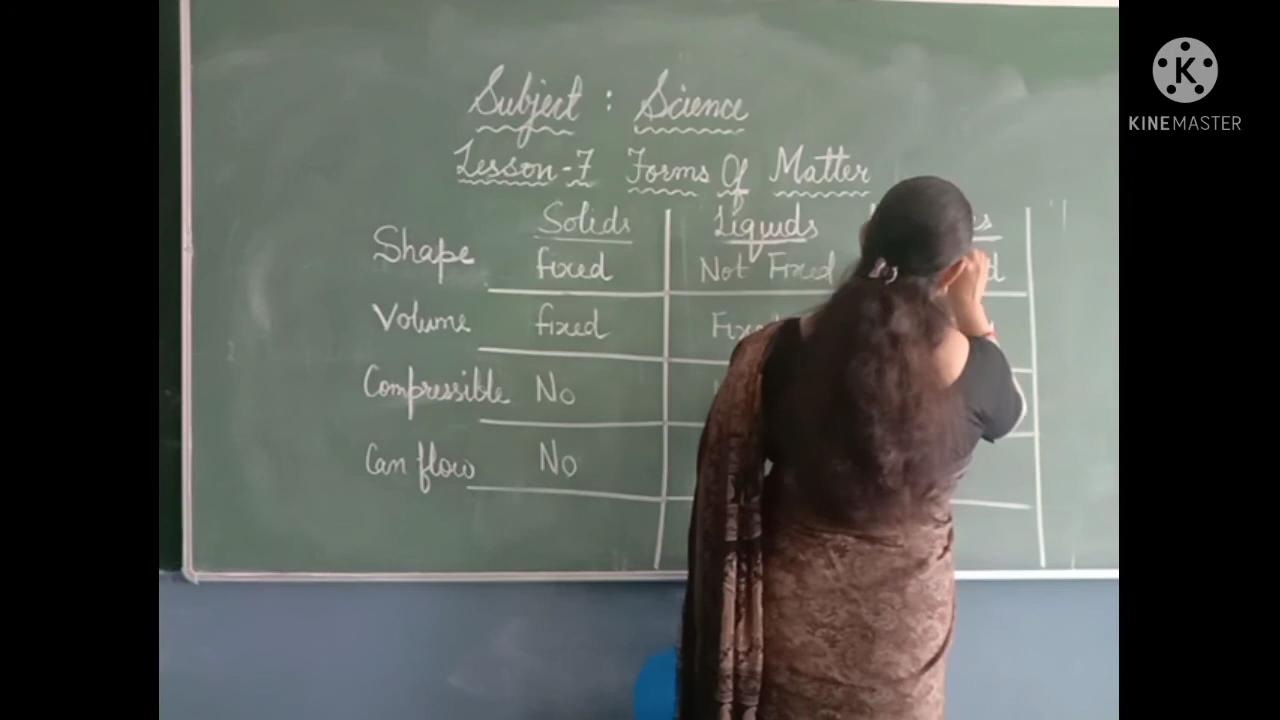 Subject : Science
Lesson-7 Forms Of Matter
Solids Liquids
Shape fixed Not Fixed
Volume fixed
Compressible No
Can flow No
KINEMASTER